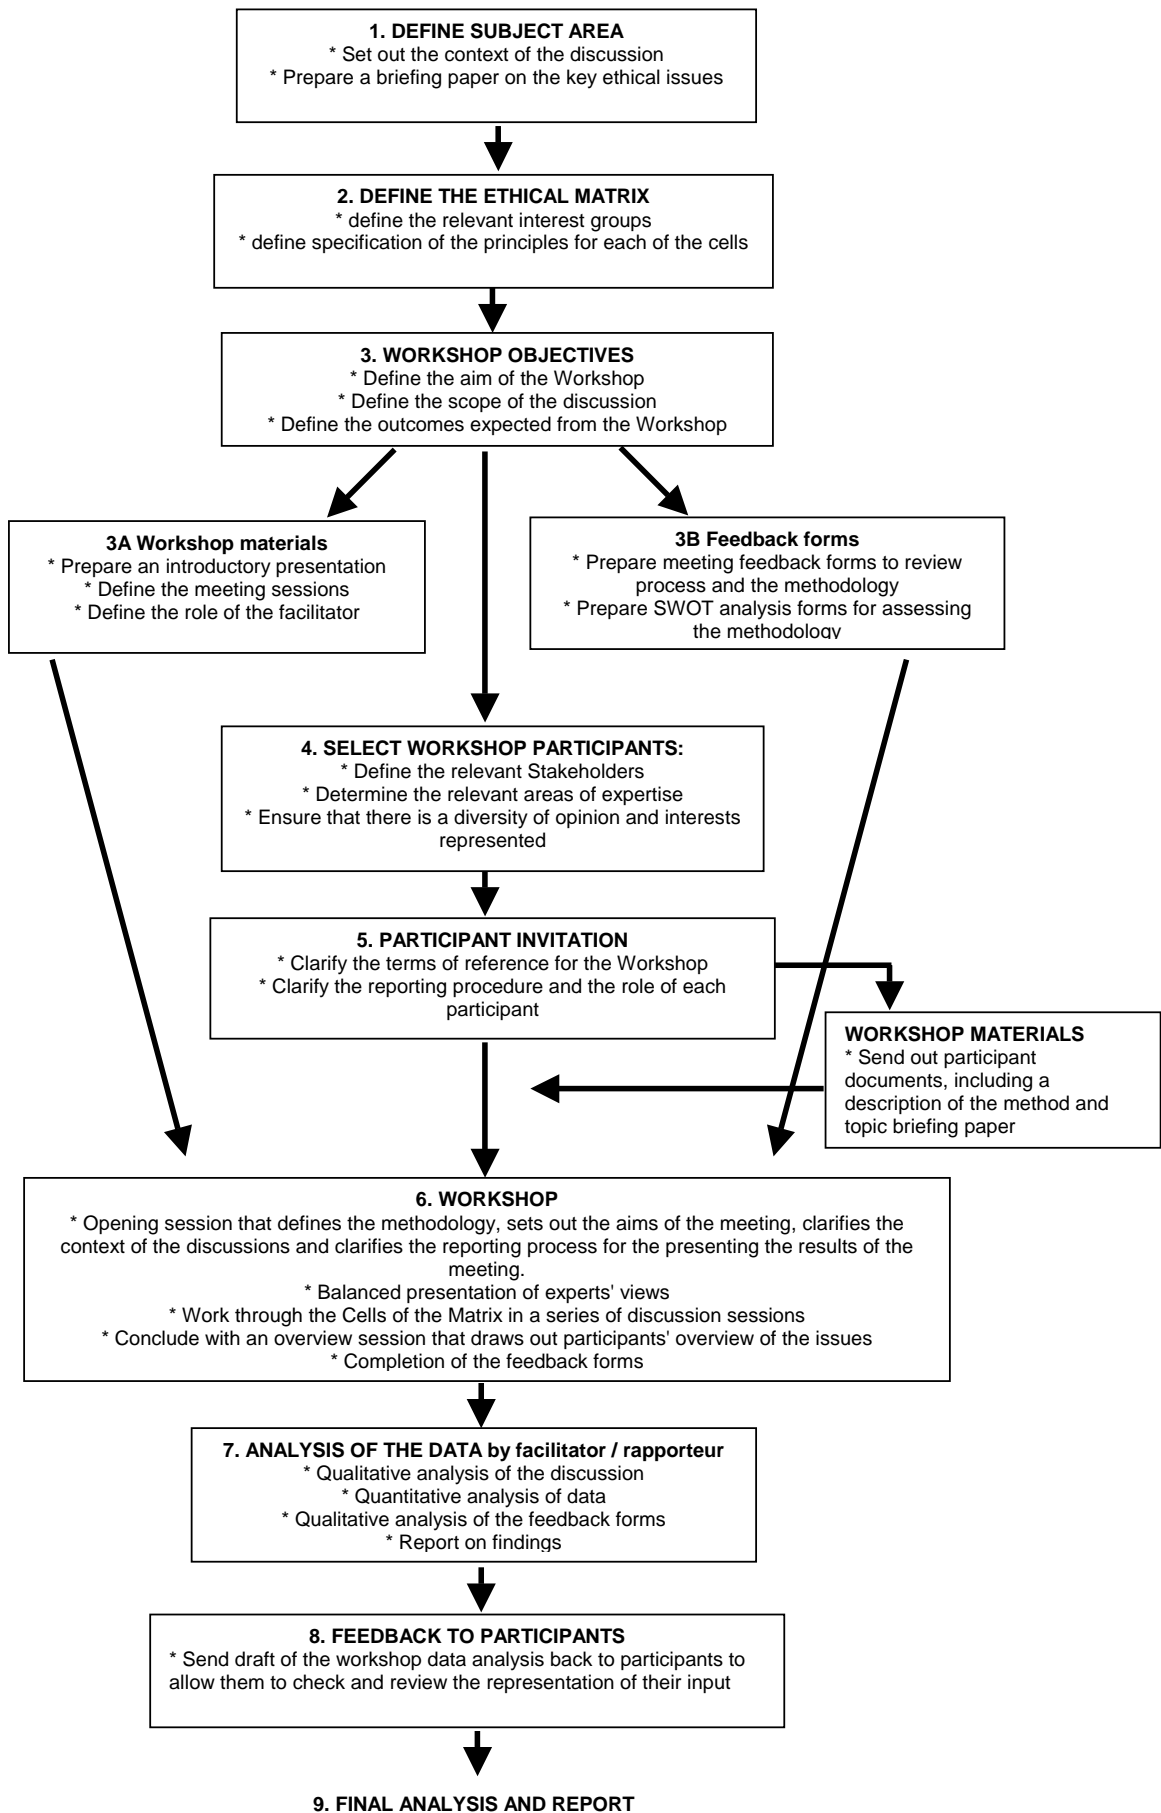 1. DEFINE SUBJECT AREA
* Set out the context of the discussion
* Prepare a briefing paper on the key ethical issues
2. DEFINE THE ETHICAL MATRIX
* define the relevant interest groups
* define specification of the principles for each of the cells
3. WORKSHOP OBJECTIVES
* Define the aim of the Workshop
* Define the scope of the discussion
* Define the outcomes expected from the Workshop
3A Workshop materials
* Prepare an introductory presentation
* Define the meeting sessions
* Define the role of the facilitator
3B Feedback forms
* Prepare meeting feedback forms to review
process and the methodology
* Prepare SWOT analysis forms for assessing
the methodology
4. SELECT WORKSHOP PARTICIPANTS:
* Define the relevant Stakeholders
* Determine the relevant areas of expertise
* Ensure that there is a diversity of opinion and interests
represented
5. PARTICIPANT INVITATION
* Clarify the terms of reference for the Workshop
* Clarify the reporting procedure and the role of each
participant
WORKSHOP MATERIALS
* Send out participant
documents, including a
description of the method and
topic briefing paper
6. WORKSHOP
* Opening session that defines the methodology, sets out the aims of the meeting, clarifies the
context of the discussions and clarifies the reporting process for the presenting the results of the
meeting.
* Balanced presentation of experts' views
* Work through the Cells of the Matrix in a series of discussion sessions
* Conclude with an overview session that draws out participants' overview of the issues
* Completion of the feedback forms
7. ANALYSIS OF THE DATA by facilitator / rapporteur
* Qualitative analysis of the discussion
* Quantitative analysis of data
* Qualitative analysis of the feedback forms
* Report on findings
8. FEEDBACK TO PARTICIPANTS
* Send draft of the workshop data analysis back to participants to
allow them to check and review the representation of their input
9. FINAL ANALYSIS AND REPORT